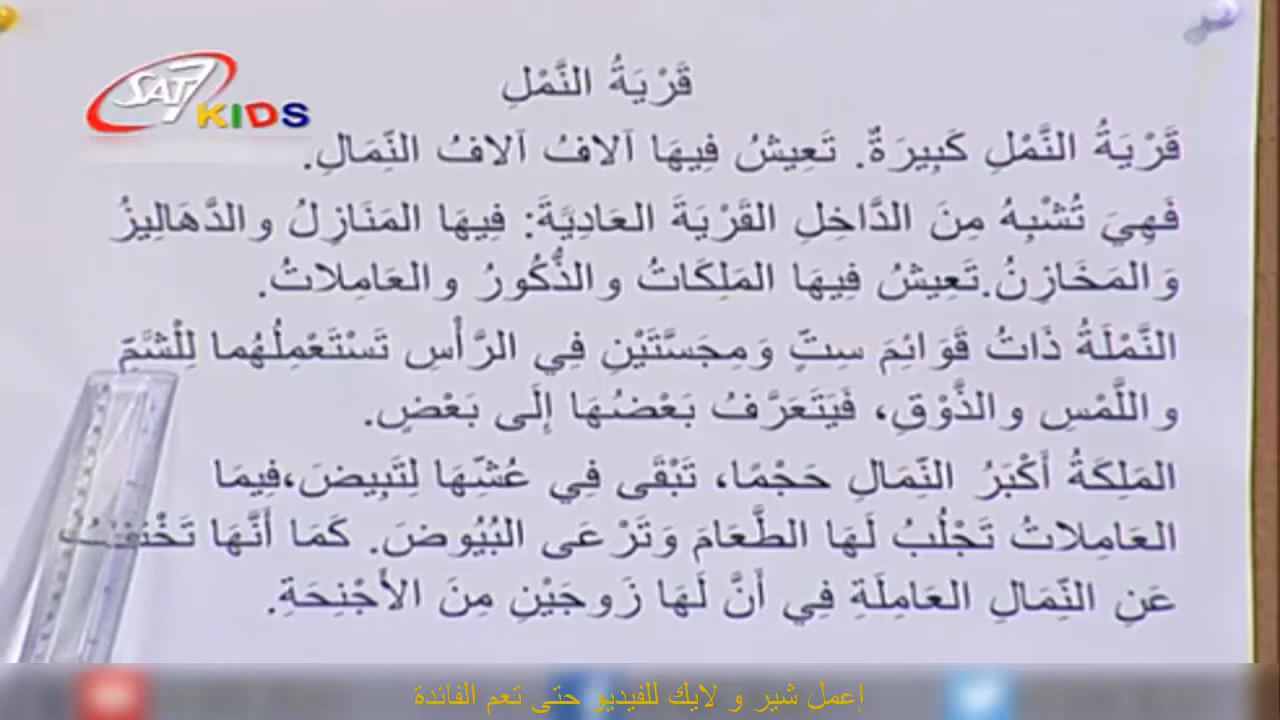 SAT7
KIDS
قَرْيَةُ النَّمْلِ
قَرْيَةُ النَّمْلِ كَبِيرَةٌ. تَعِيشُ فِيهَا آلافُ آلافُ النِّمَالِ.
فَهِيَ تُشْبِهُ مِنَ الدَّاخِلِ القَرْيَةَ العَادِيَّةَ: فِيهَا المَنَازِلُ والدَّهَالِيزُ
وَالمَخَازِنُ.تَعِيشُ فِيهَا المَلِكَاتُ والذُّكُورُ والعَامِلاتُ.
النَّمْلَةُ ذَاتُ قَوَائِمَ سِتٍّ وَمِجَسَّتَيْنِ فِي الرَّأْسِ تَسْتَعْمِلُهُما لِلْشَّمِّ
واللَّمْسِ والذَّوْقِ، فَيَتَعَرَّفُ بَعْضُهَا إِلَى بَعْضٍ.
المَلِكَةُ أَكْبَرُ النِّمَالِ حَجْمًا، تَبْقَى فِي عُشِّهَا لِتَبِيضَ،فِيمَا
العَامِلاتُ تَجْلُبُ لَهَا الطَّعَامَ وَتَرْعَى البُيُوضَ. كَمَا أَنَّهَا تَخْتَلِفُ
عَنِ النِّمَالِ العَامِلَةِ فِي أَنَّ لَهَا زَوجَيْنِ مِنَ الأَجْنِحَةِ.
إعمل شير و لايك للفيديو حتى تعم الفائدة